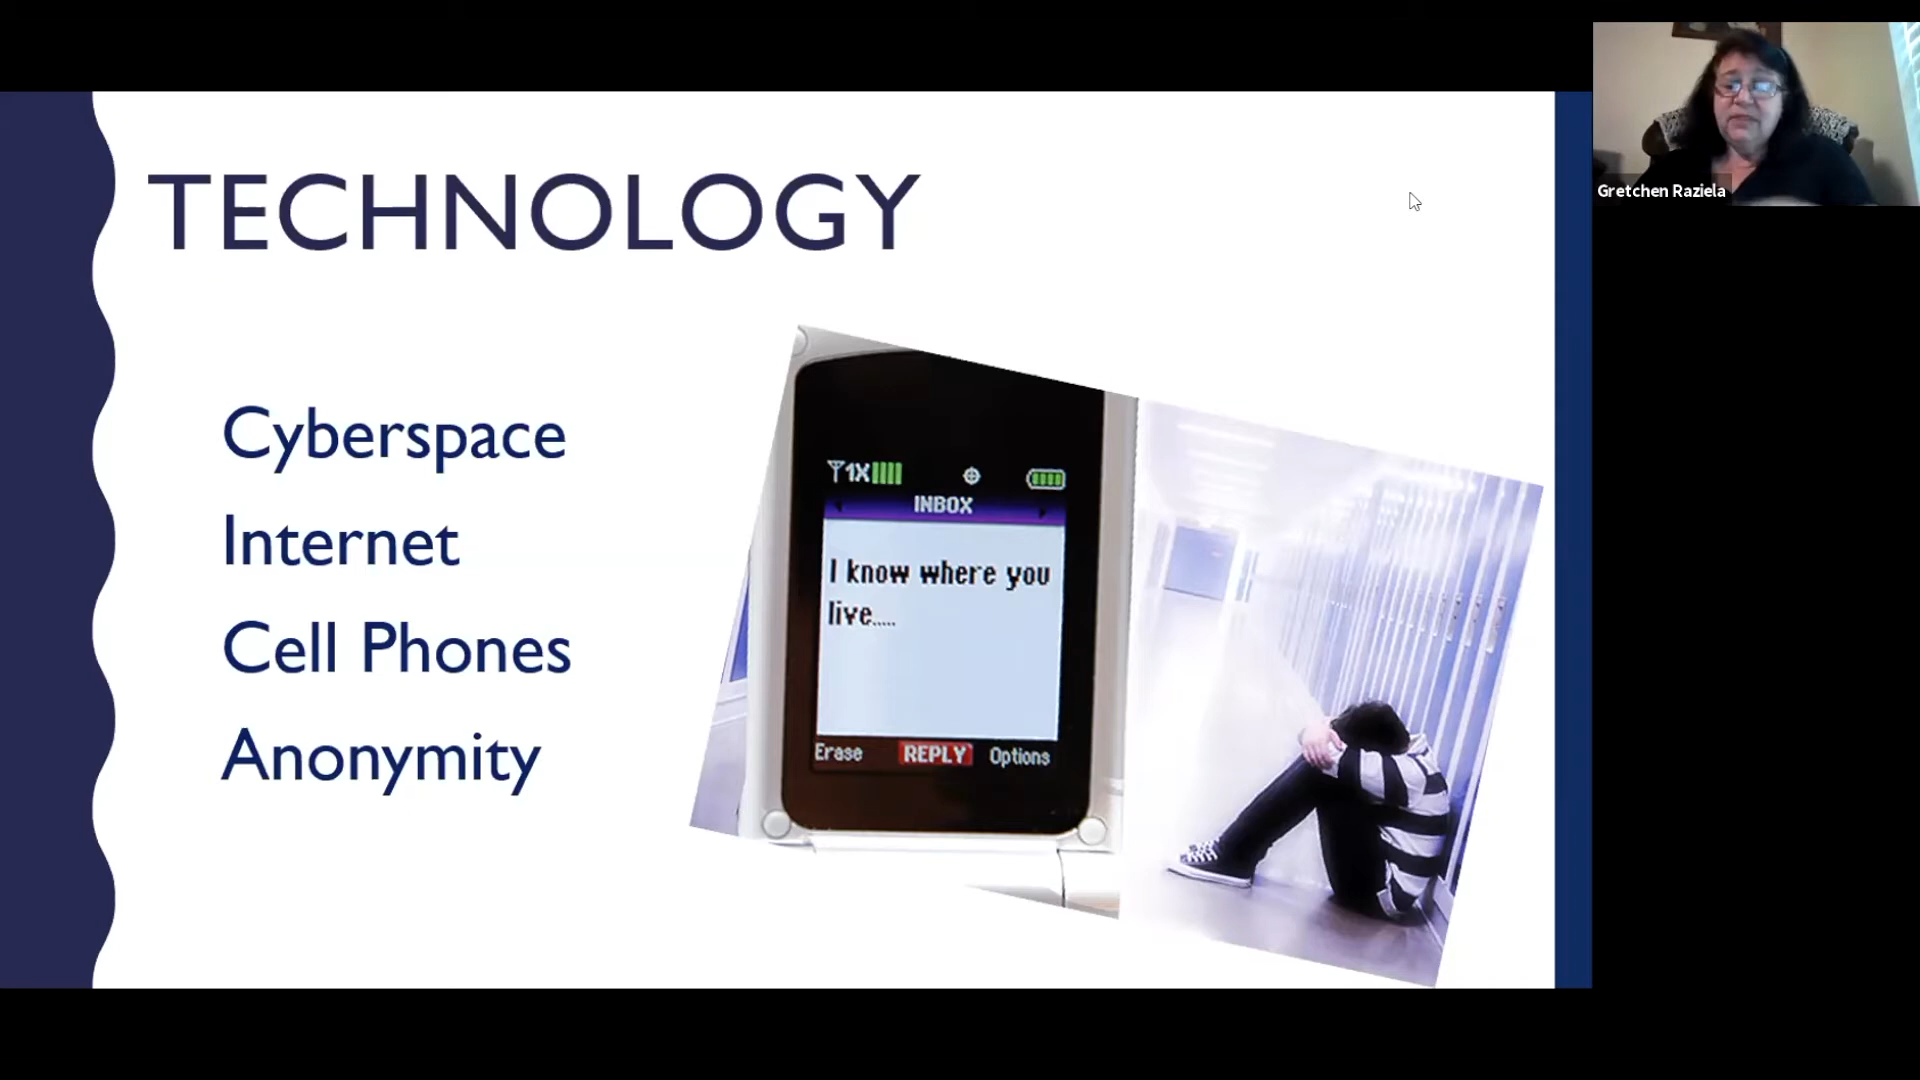 TECHNOLOGY
Cyberspace
Internet
Cell Phones
Anonymity
1X
INBOX
I know where you
live.....
Erase REPLY Options
Gretchen Raziela